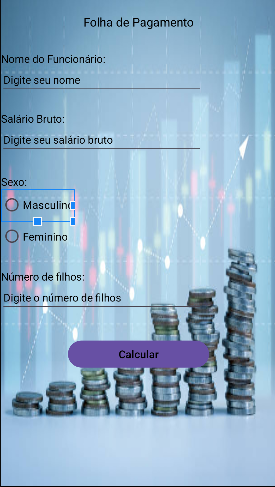 Folha de Pagamento
Nome do Funcionário:
Digite seu nome
Salário Bruto:
Digite seu salário bruto
Sexo:
Masculino
Feminino
Número de filhos:
Digite o número de filhos
Calcular